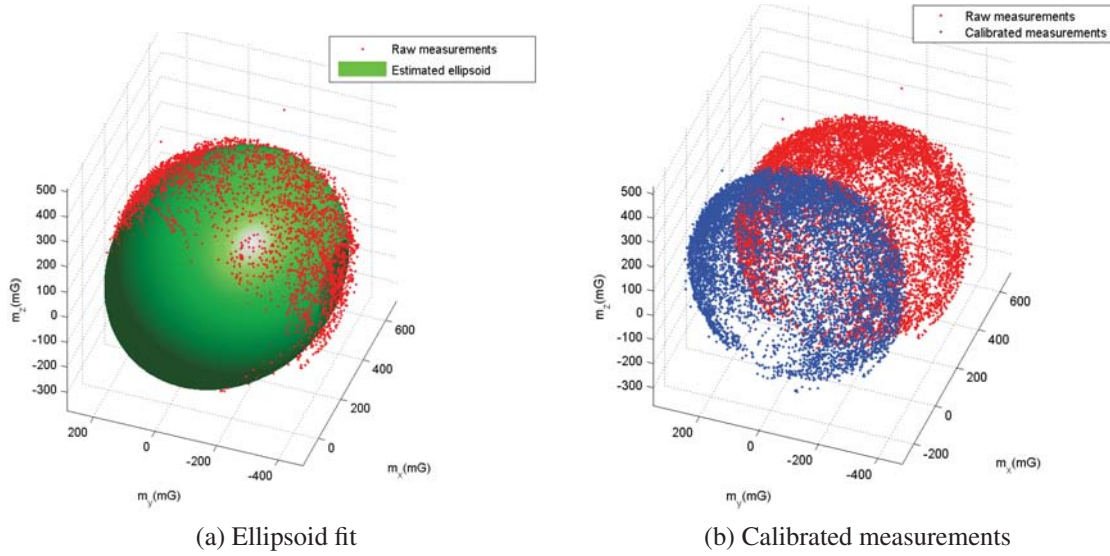 Raw measurements
Estimated ellipsoid
500
400
300
200
100
0
-100
-200
-300
m_z(mG)
200
0
-200
-400
m_y(mG)
0
200
400
600
m_x(mG)
(a) Ellipsoid fit
Raw measurements
Calibrated measurements
500
400
300
200
100
0
-100
-200
-300
m_z(mG)
200
0
-200
-400
m_y(mG)
-200
0
200
400
600
m_x(mG)
(b) Calibrated measurements